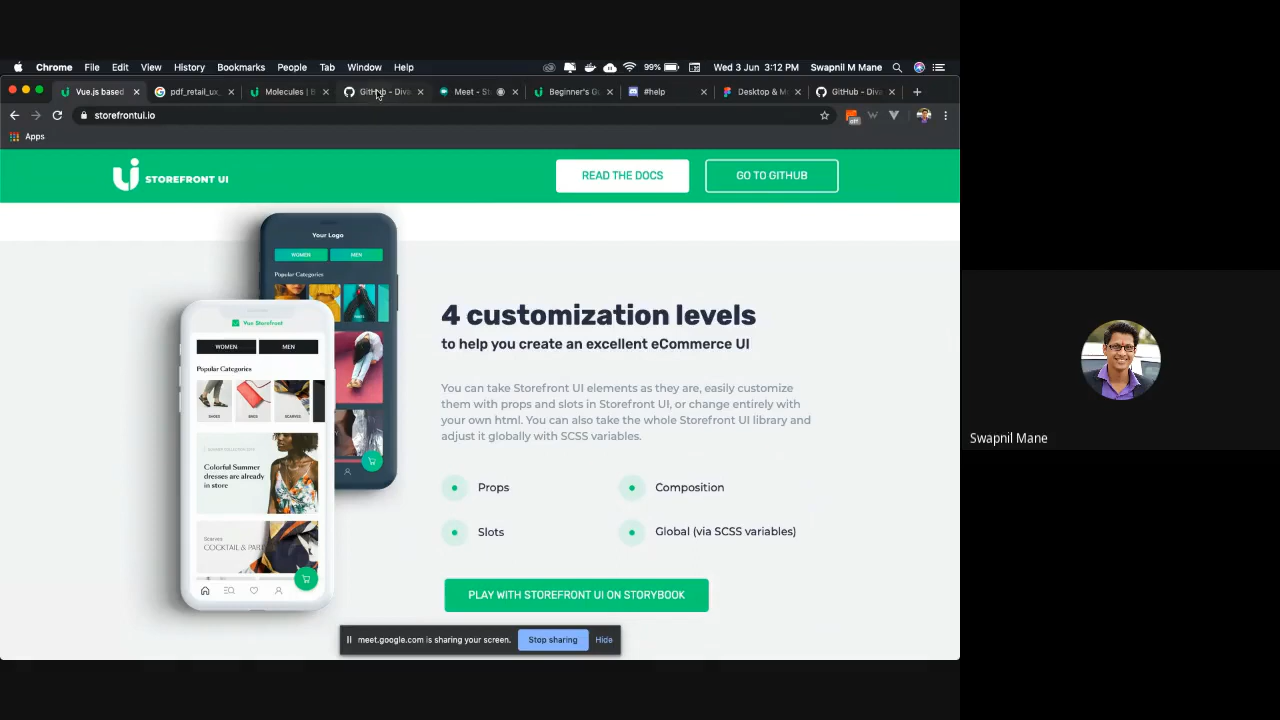 Chrome File Edit View History Bookmarks People Tab Window Help 99% Wed 3 Jun 3:12 PM Swapnil M Mane
Vue.js based pdf_retail_ux_ Molecules | B GitHub - Diva Meet - St Beginner's G #help Desktop & M GitHub - Diva
storefrontui.io
Apps
STOREFRONT UI
READ THE DOCS
GO TO GITHUB
Your Logo
WOMEN MEN
Popular Categories
Vue Storefront
WOMEN MEN
Popular Categories
SHOES BAGS SCARVES
Colorful Summer
dresses are already
in store
Scarves
COCKTAIL & PAR
4 customization levels
to help you create an excellent eCommerce UI
You can take Storefront UI elements as they are, easily customize
them with props and slots in Storefront UI, or change entirely with
your own html. You can also take the whole Storefront UI library and
adjust it globally with SCSS variables.
Props Composition
Slots Global (via SCSS variables)
PLAY WITH STOREFRONT UI ON STORYBOOK
meet.google.com is sharing your screen. Stop sharing Hide
Swapnil Mane